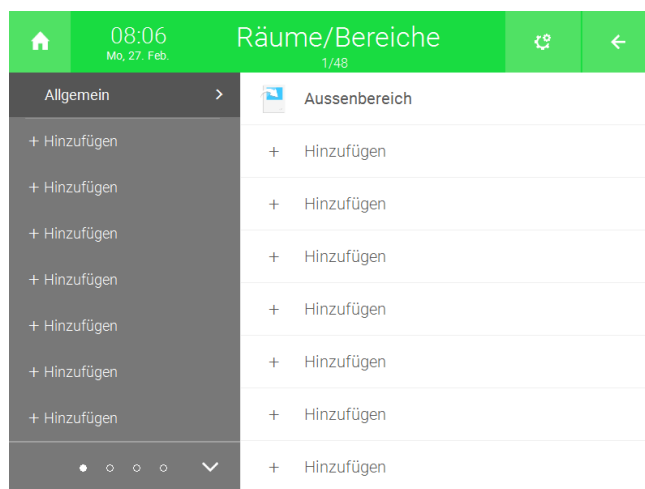 08:06
Mo, 27. Feb.
Räume/Bereiche
1/48
Allgemein
+ Hinzufügen
+ Hinzufügen
+ Hinzufügen
+ Hinzufügen
+ Hinzufügen
+ Hinzufügen
+ Hinzufügen
Aussenbereich
+ Hinzufügen
+ Hinzufügen
+ Hinzufügen
+ Hinzufügen
+ Hinzufügen
+ Hinzufügen
+ Hinzufügen